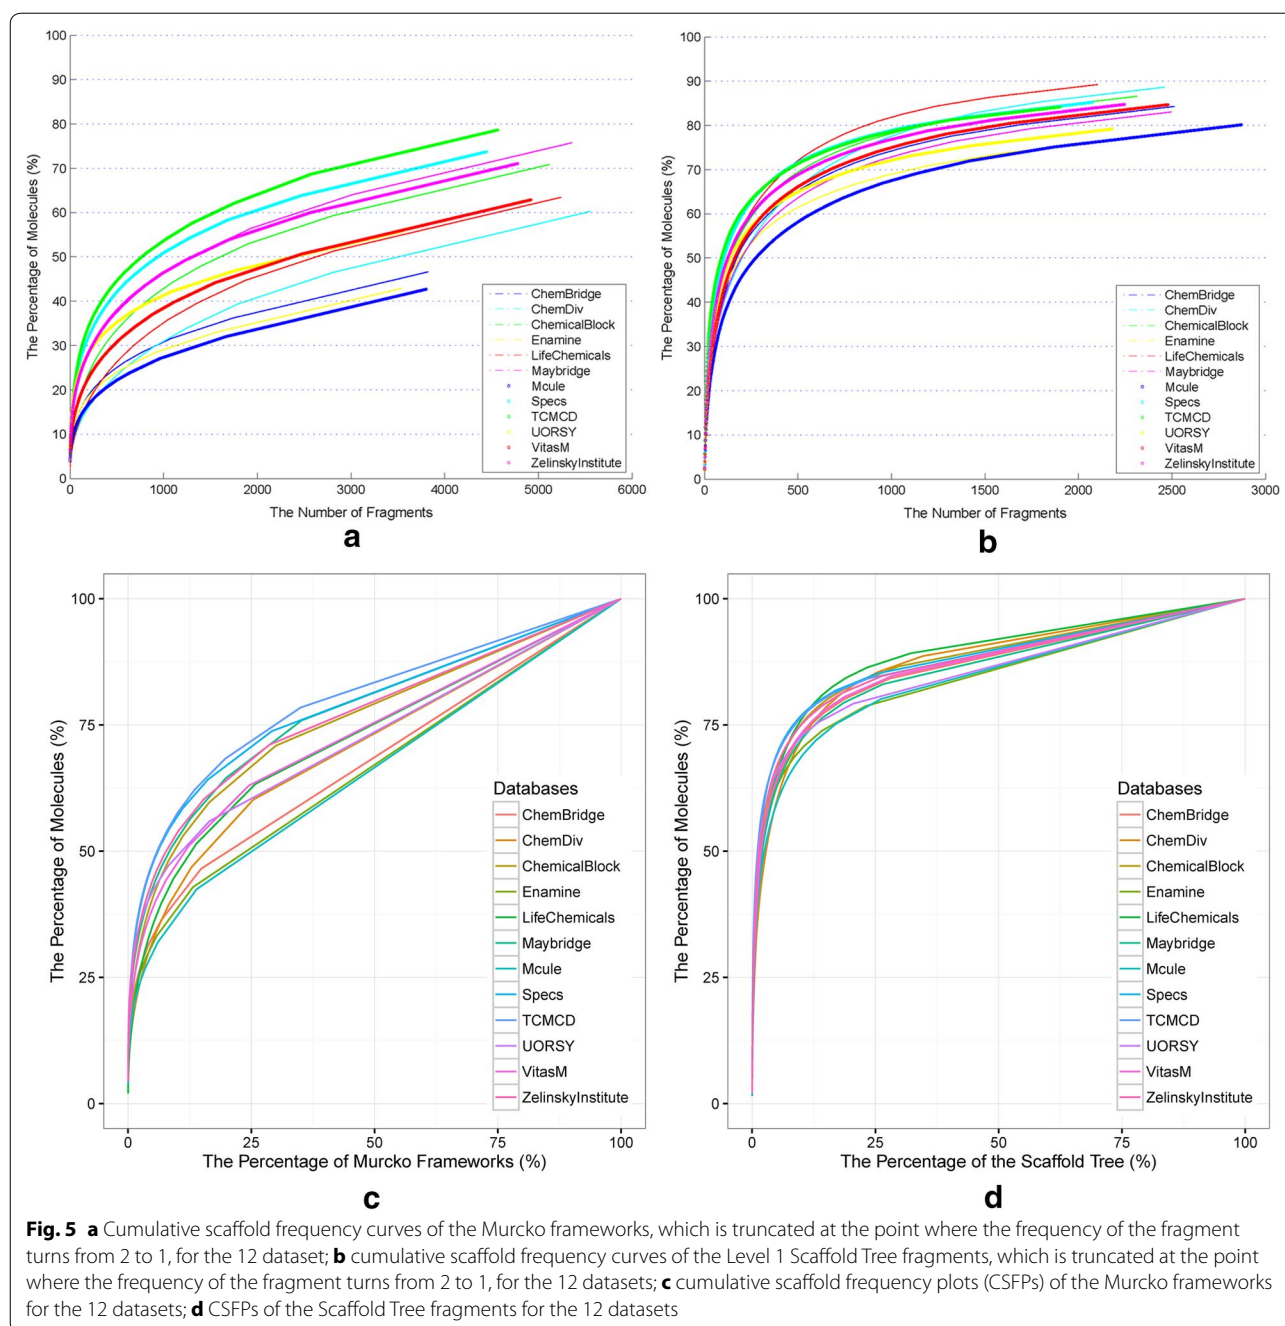 100
90
80
70
60
50
40
30
20
10
0
The Percentage of Molecules (%)
0 1000 2000 3000 4000 5000 6000
The Number of Fragments
ChemBridge
ChemDiv
ChemicalBlock
Enamine
LifeChemicals
Maybridge
Mcule
Specs
TCMCD
UORSY
VitasM
ZelinskyInstitute
a
100
90
80
70
60
50
40
30
20
10
0
The Percentage of Molecules (%)
0 500 1000 1500 2000 2500 3000
The Number of Fragments
ChemBridge
ChemDiv
ChemicalBlock
Enamine
LifeChemicals
Maybridge
Mcule
Specs
TCMCD
UORSY
VitasM
ZelinskyInstitute
b
100
75
50
25
0
The Percentage of Molecules (%)
0 25 50 75 100
The Percentage of Murcko Frameworks (%)
Databases
ChemBridge
ChemDiv
ChemicalBlock
Enamine
LifeChemicals
Maybridge
Mcule
Specs
TCMCD
UORSY
VitasM
ZelinskyInstitute
c
100
75
50
25
0
The Percentage of Molecules (%)
0 25 50 75 100
The Percentage of the Scaffold Tree (%)
Databases
ChemBridge
ChemDiv
ChemicalBlock
Enamine
LifeChemicals
Maybridge
Mcule
Specs
TCMCD
UORSY
VitasM
ZelinskyInstitute
d
Fig. 5 a Cumulative scaffold frequency curves of the Murcko frameworks, which is truncated at the point where the frequency of the fragment
turns from 2 to 1, for the 12 dataset; b cumulative scaffold frequency curves of the Level 1 Scaffold Tree fragments, which is truncated at the point
where the frequency of the fragment turns from 2 to 1, for the 12 datasets; c cumulative scaffold frequency plots (CSFPs) of the Murcko frameworks
for the 12 datasets; d CSFPs of the Scaffold Tree fragments for the 12 datasets